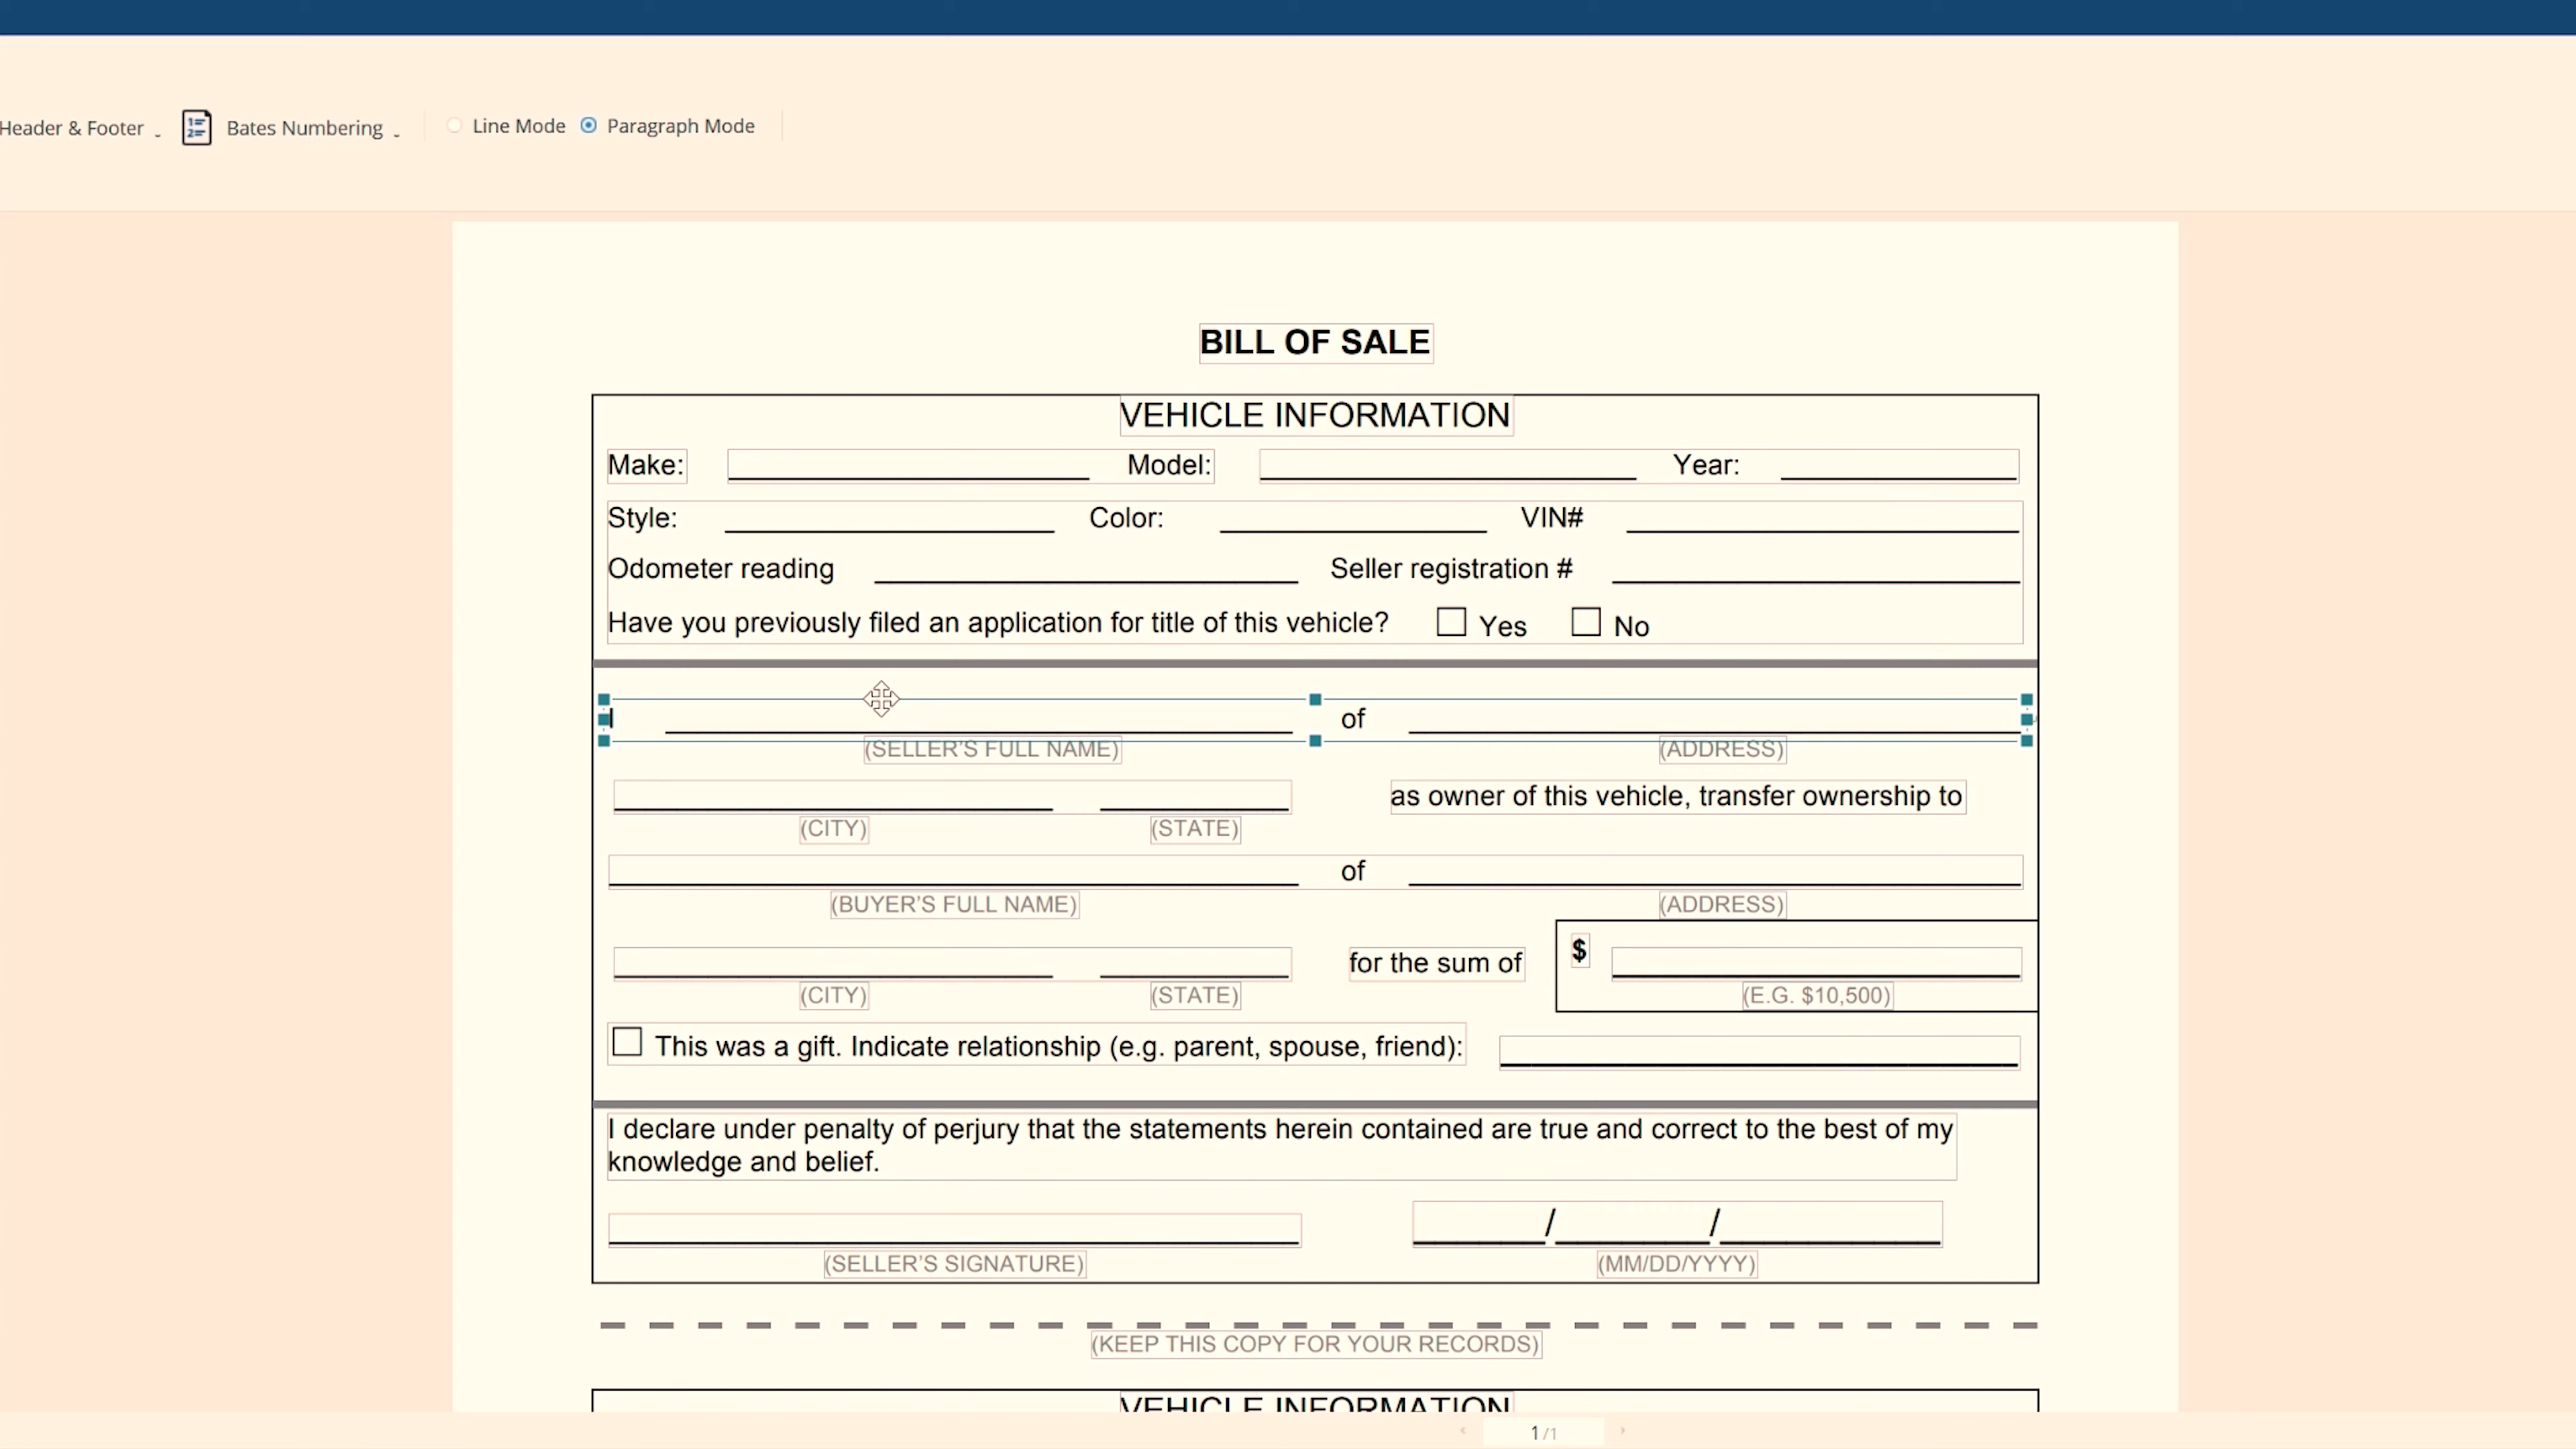 Header & Footer Bates Numbering Line Mode Paragraph Mode
BILL OF SALE
VEHICLE INFORMATION
Make: Model: Year:
Style: Color: VIN#
Odometer reading Seller registration #
Have you previously filed an application for title of this vehicle? Yes No
I of
(SELLER'S FULL NAME) (ADDRESS)
as owner of this vehicle, transfer ownership to
(CITY) (STATE)
of
(BUYER'S FULL NAME) (ADDRESS)
for the sum of $
(CITY) (STATE) (E.G. $10,500)
This was a gift. Indicate relationship (e.g. parent, spouse, friend):
I declare under penalty of perjury that the statements herein contained are true and correct to the best of my
knowledge and belief.
/ /
(SELLER'S SIGNATURE) (MM/DD/YYYY)
(KEEP THIS COPY FOR YOUR RECORDS)
VEHICLE INFORMATION
1 /1